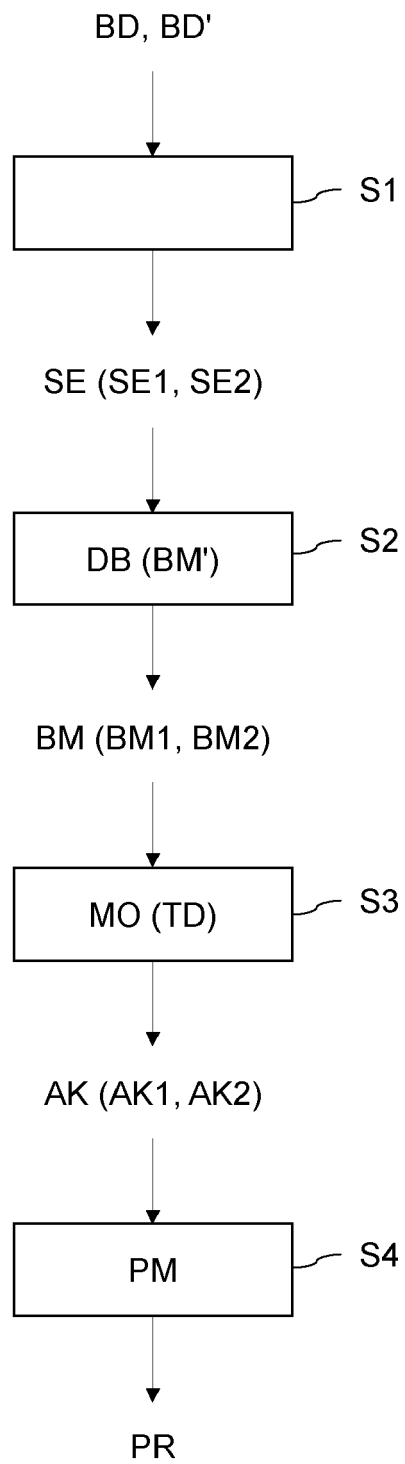 BD, BD'
S1
SE (SE1, SE2)
S2
DB (BM')
BM (BM1, BM2)
S3
MO (TD)
AK (AK1, AK2)
S4
PM
PR